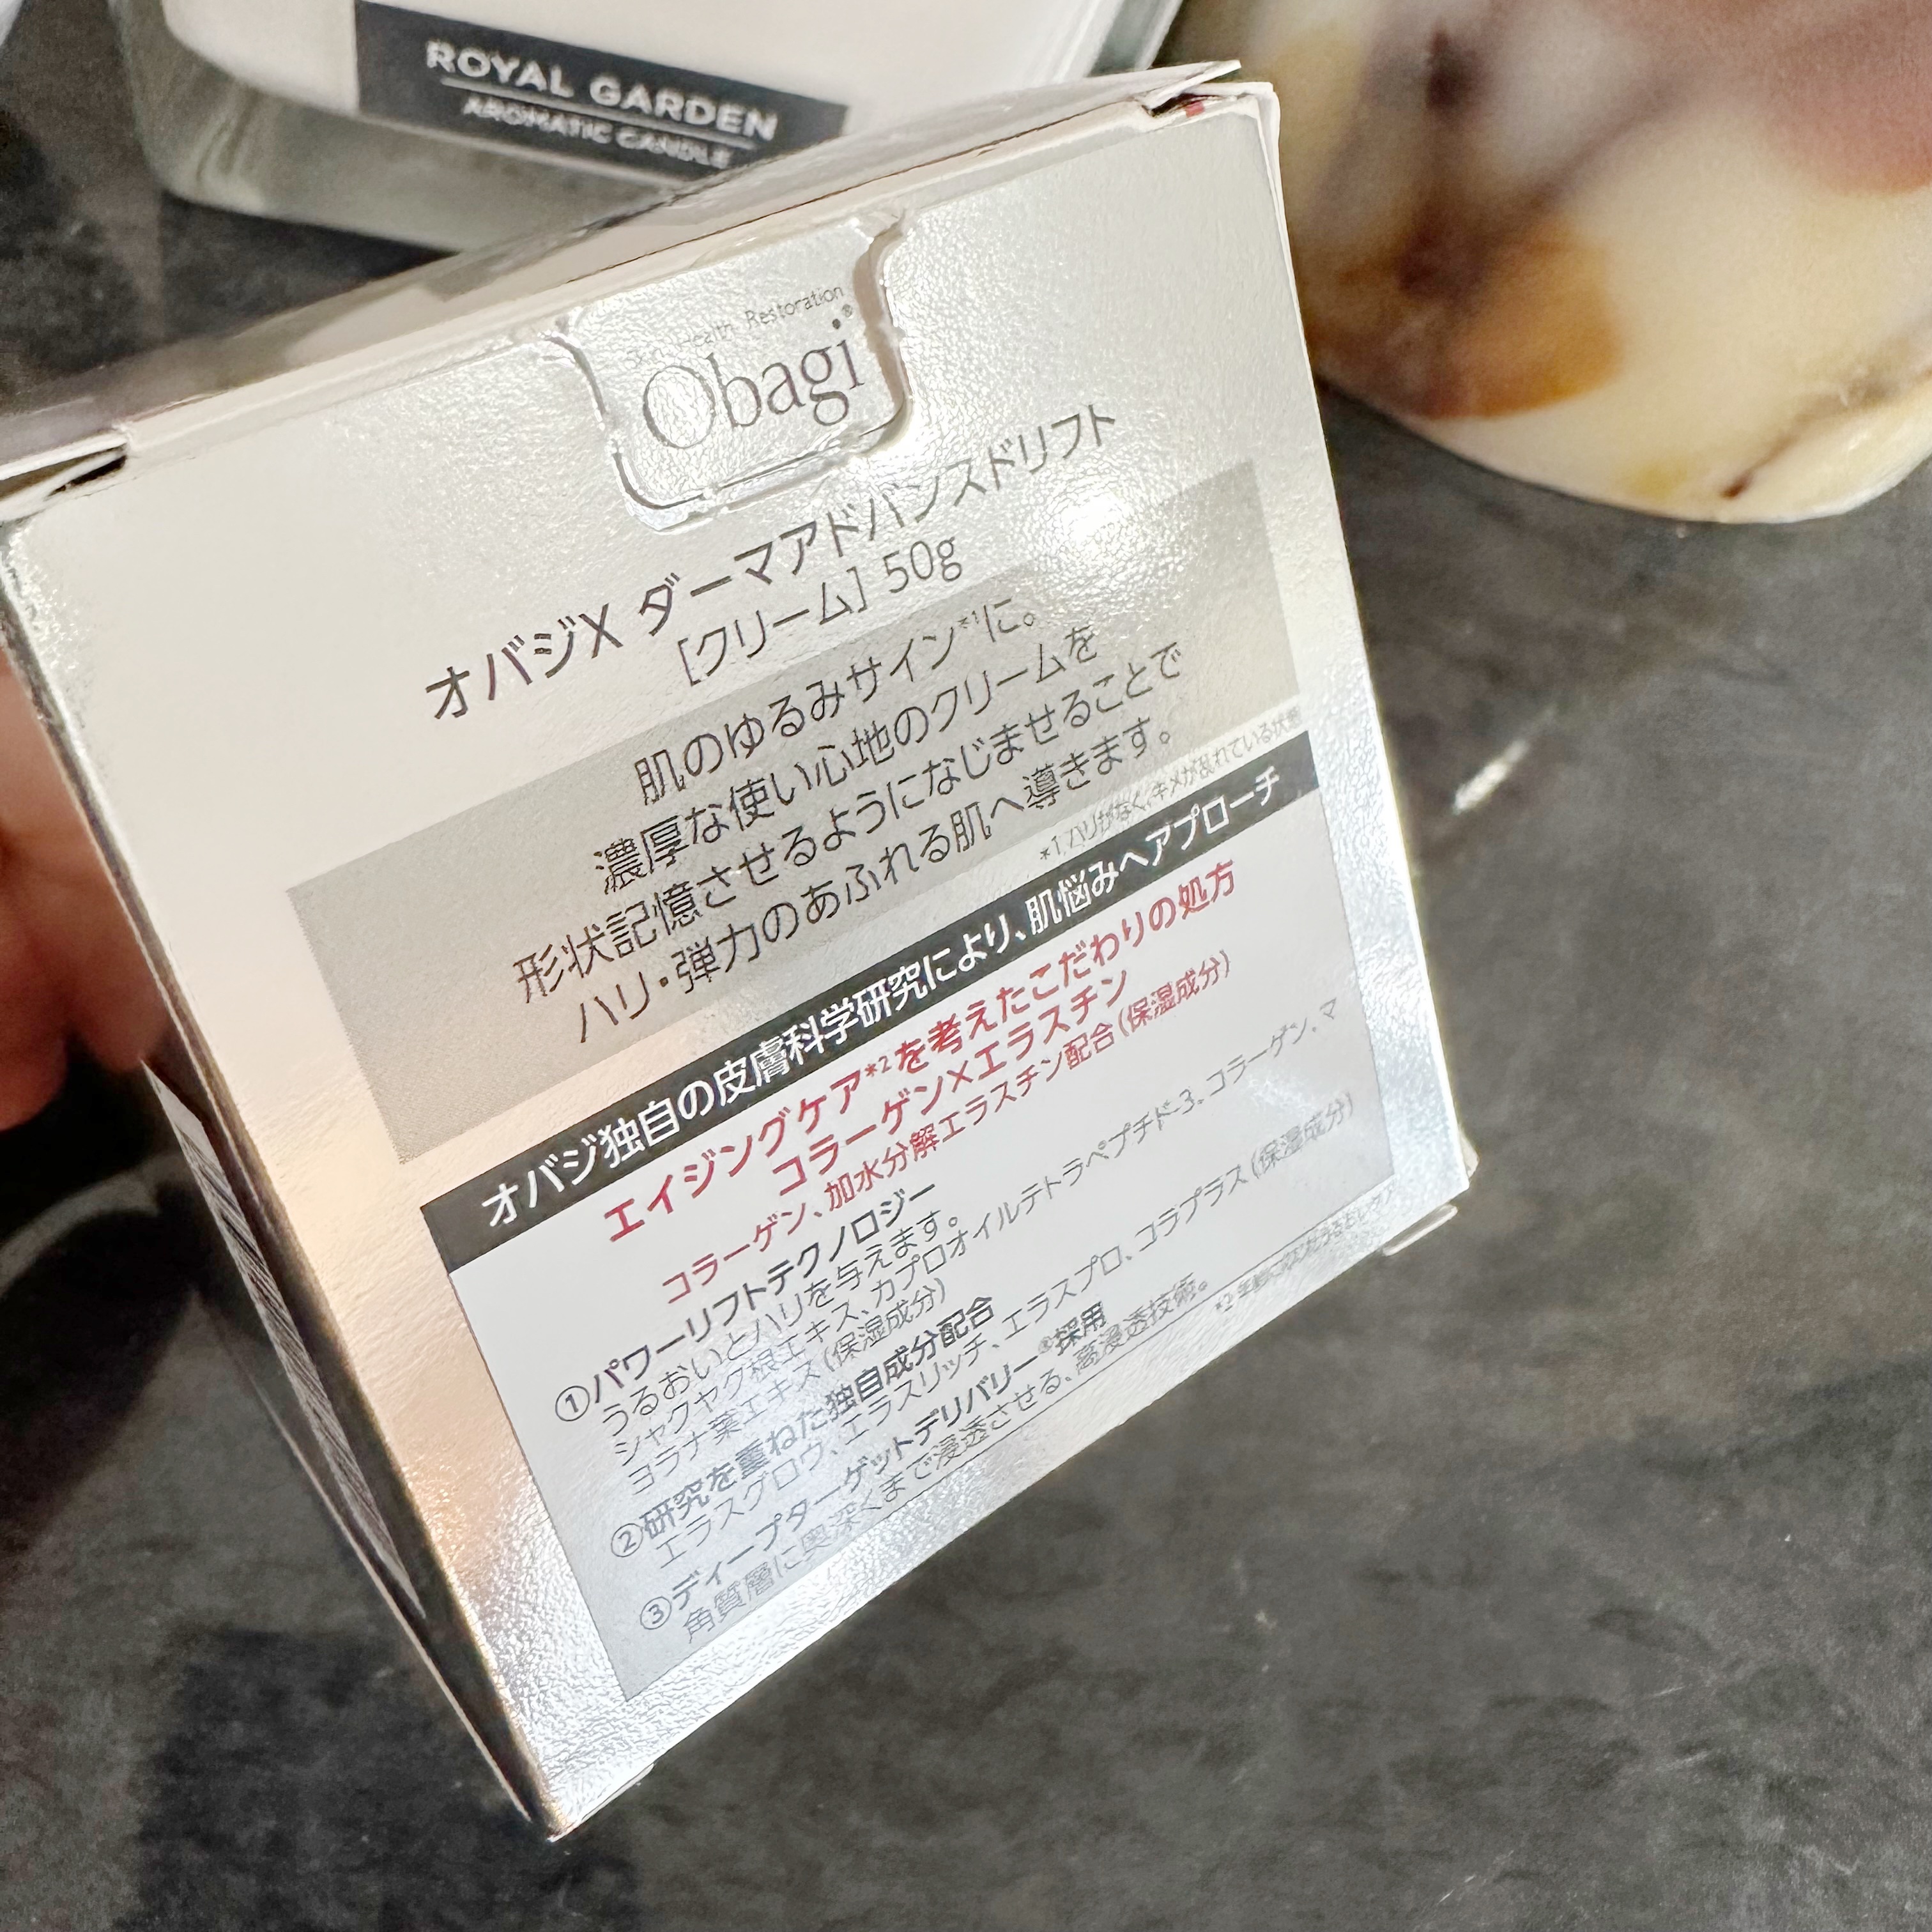 ROYAL GARDEN
AROMATIC CANDLE
Skin Health Restoration
Obagi®
オバジX ダーマアドバンスドリフト
[クリーム] 50g
肌のゆるみサイン*1に。
濃厚な使い心地のクリームを
形状記憶させるようになじませることで
ハリ・弾力のあふれる肌へ導きます。
*1 ハリがなく、キメが乱れている状態
オバジ独自の皮膚科学研究により、肌悩みへアプローチ
エイジングケア*2を考えたこだわりの処方
コラーゲン×エラスチン
コラーゲン、加水分解エラスチン配合(保湿成分)
①パワーリフトテクノロジー
うるおいとハリを与えます。
シャクヤク根エキス、カプロオイルテトラペプチド-3、コラーゲン、マ
ヨラナ葉エキス(保湿成分)
②研究を重ねた独自成分配合
エラスグロウ、エラスリッチ、エラスプロ、コラプラス(保湿成分)
③ディープターゲットデリバリー®採用
角質層に奥深くまで浸透させる、高浸透技術。
*2 年齢に応じたうるおいケア